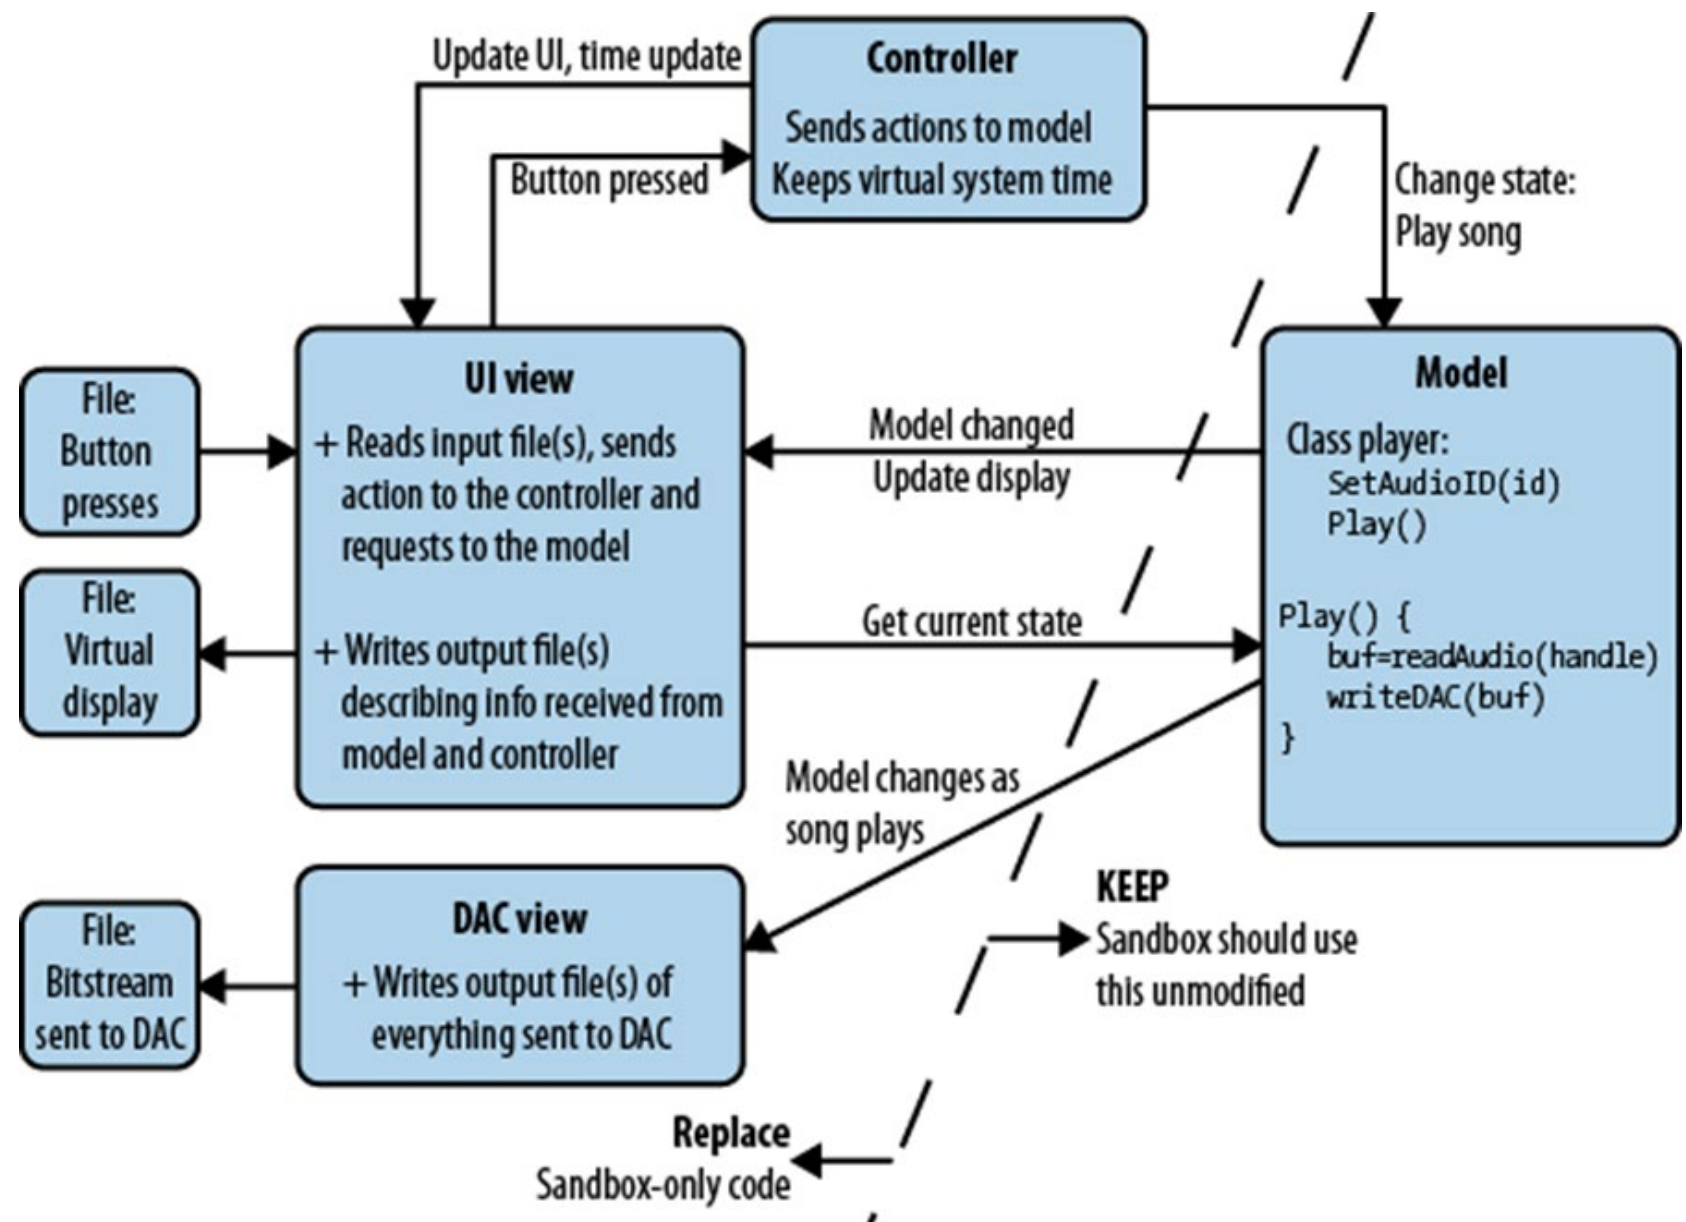 Update UI, time update
Controller
Sends actions to model
Keeps virtual system time
Button pressed
Change state:
Play song
File:
Button
presses
UI view
+ Reads input file(s), sends
action to the controller and
requests to the model
+ Writes output file(s)
describing info received from
model and controller
File:
Virtual
display
Model changed
Update display
Get current state
Model
Class player:
SetAudioID(id)
Play()
Play() {
buf=readAudio(handle)
writeDAC(buf)
}
Model changes as
song plays
File:
Bitstream
sent to DAC
DAC view
+ Writes output file(s) of
everything sent to DAC
KEEP
Sandbox should use
this unmodified
Replace
Sandbox-only code